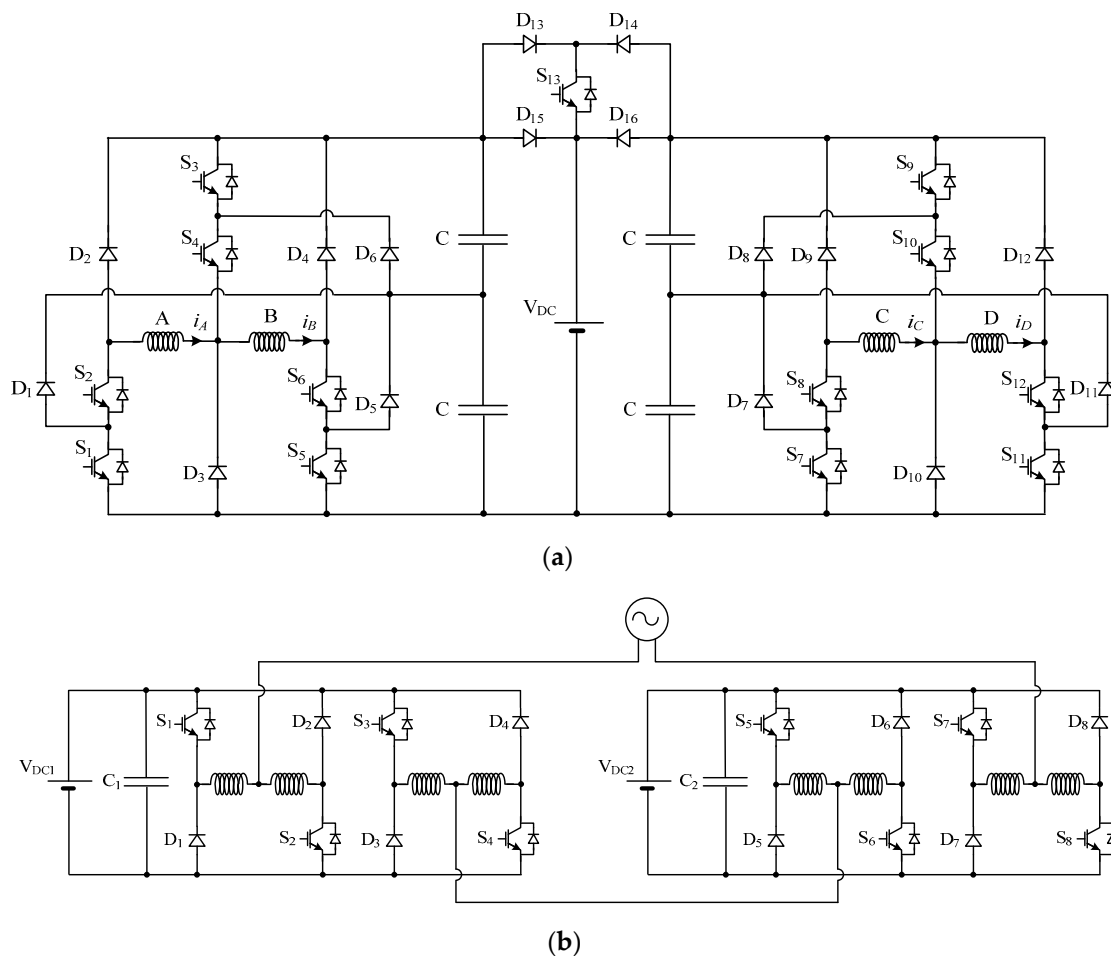 D13 D14
S13
D15 D16
S3 S9
S4 S10
D2 D4 D6 C C D8 D9 D12
VDC
A iA B iB C iC D iD
D1 S2 S6 D5 C C D7 S8 S12 D11
S1 D3 S5 S7 D10 S11
(a)
S1 D2 S3 D4 S5 D6 S7 D8
VDC1 C1 VDC2 C2
D1 S2 D3 S4 D5 S6 D7 S8
(b)